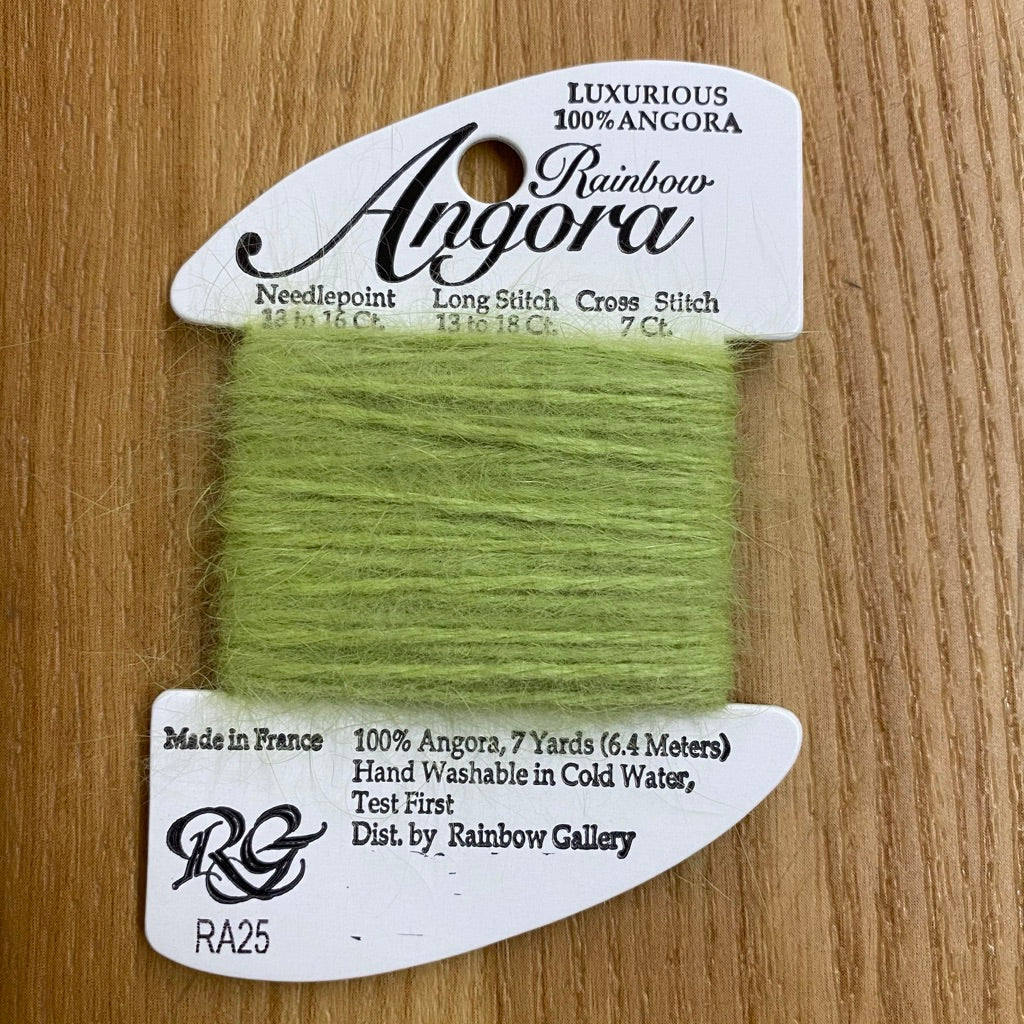 LUXURIOUS
100% ANGORA
Rainbow
Angora
Needlepoint Long Stitch Cross Stitch
13 to 16 Ct. 13 to 18 Ct. 7 Ct.
Made in France
100% Angora, 7 Yards (6.4 Meters)
Hand Washable in Cold Water,
Test First
Dist. by Rainbow Gallery
RG
RA25